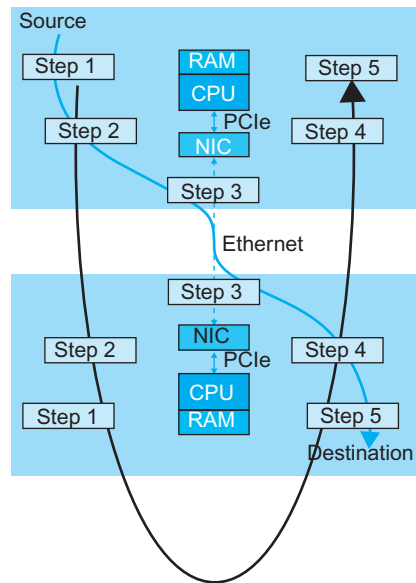 Source
Step 1
RAM
Step 5
CPU
PCIe
Step 2
Step 4
NIC
Step 3
Ethernet
Step 3
NIC
Step 2
Step 4
PCIe
CPU
Step 1
Step 5
RAM
Destination